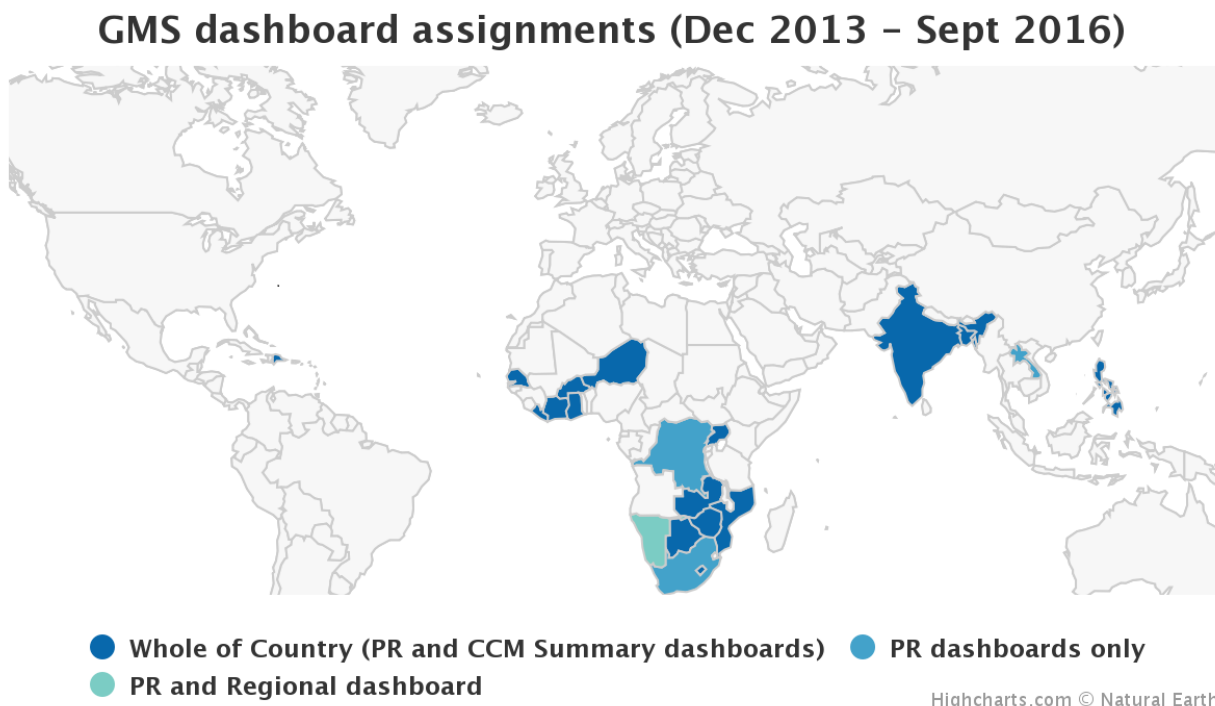 GMS dashboard assignments (Dec 2013 – Sept 2016)
Whole of Country (PR and CCM Summary dashboards) PR dashboards only
PR and Regional dashboard
Highcharts.com © Natural Earth